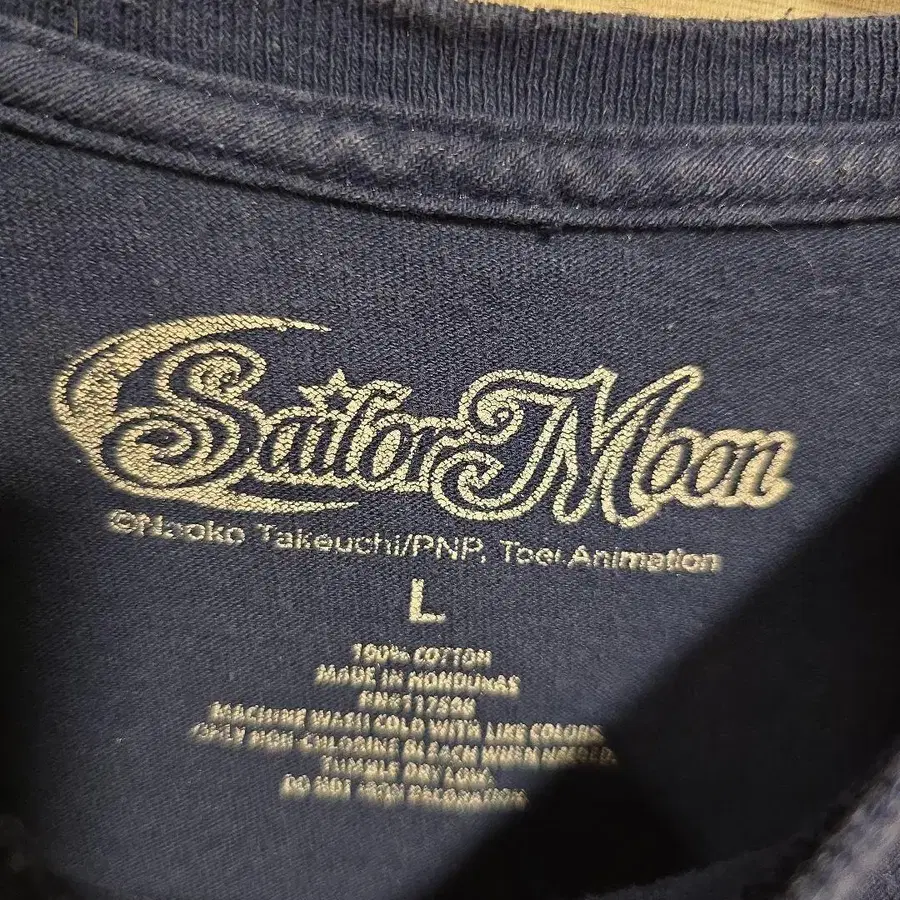 Sailor Moon
©Naoko Takeuchi/PNP, Toei Animation
L
100% COTTON
MADE IN HONDURAS
MACHINE WASH COLD WITH LIKE COLORS
ONLY NON-CHLORINE BLEACH WHEN NEEDED
TUMBLE DRY LOW
DO NOT IRON DECORATION